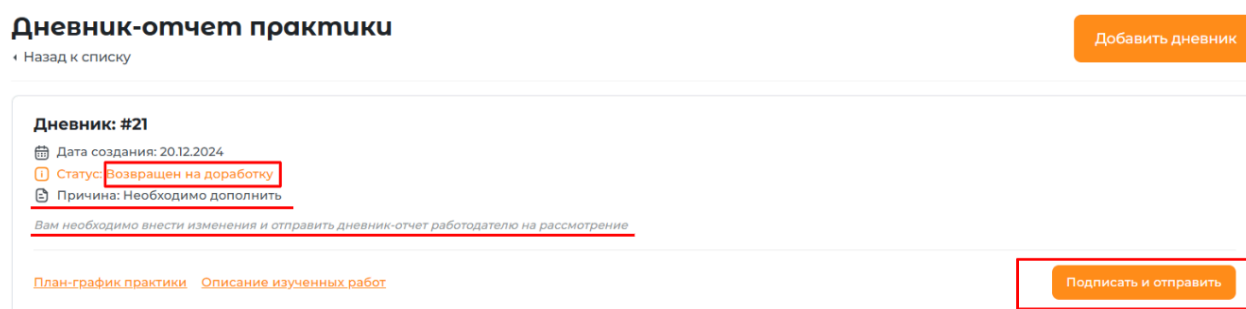 Дневник-отчет практики
Добавить дневник
Назад к списку
Дневник: #21
Дата создания: 20.12.2024
Статус: Возвращен на доработку
Причина: Необходимо дополнить
Вам необходимо внести изменения и отправить дневник-отчет работодателю на рассмотрение
План-график практики Описание изученных работ
Подписать и отправить